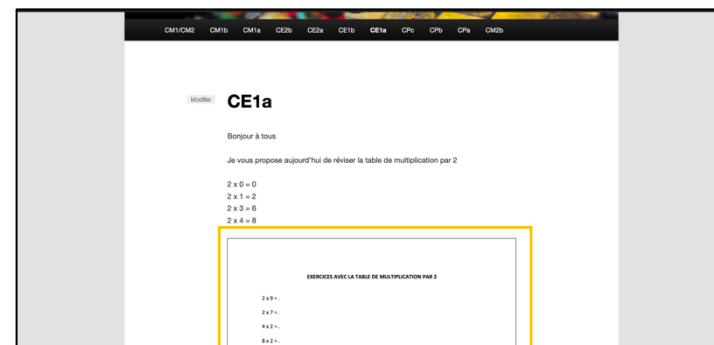 CM1/CM2 CM1b CM1a CE2b CE2a CE1b CE1a CPc CPb CPa CM2b
Modifier CE1a
Bonjour à tous
Je vous propose aujourd'hui de réviser la table de multiplication par 2
2 x 0 = 0
2 x 1 = 2
2 x 3 = 6
2 x 4 = 8
EXERCICES AVEC LA TABLE DE MULTIPLICATION PAR 2
2 x 9 = .
2 x 7 = .
4 x 2 = .
8 x 2 = .